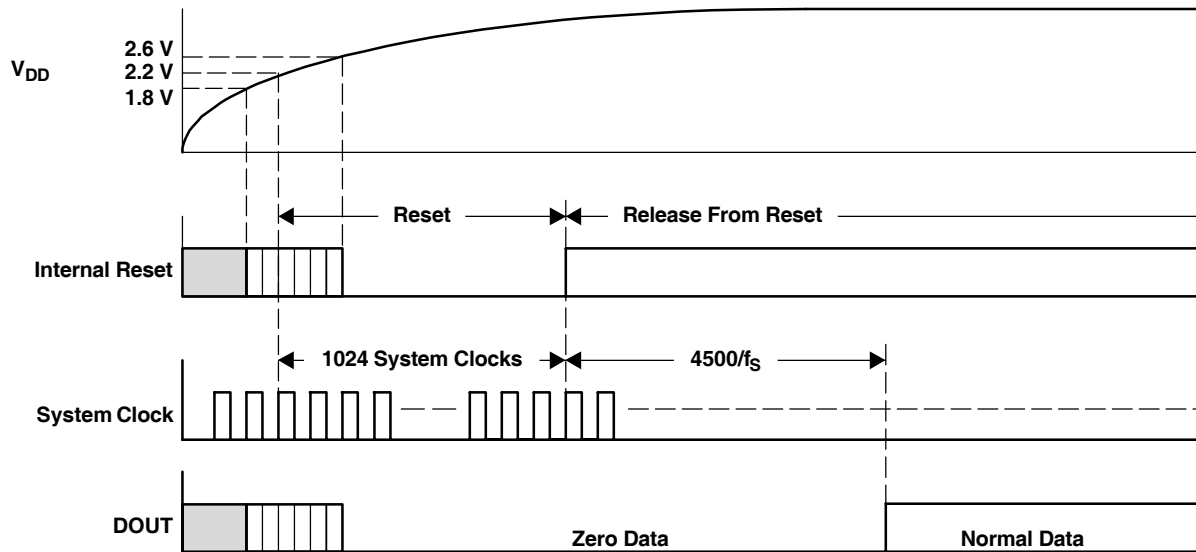 2.6 V
V_DD
2.2 V
1.8 V
Reset
Release From Reset
Internal Reset
1024 System Clocks
4500/f_S
System Clock
DOUT
Zero Data
Normal Data